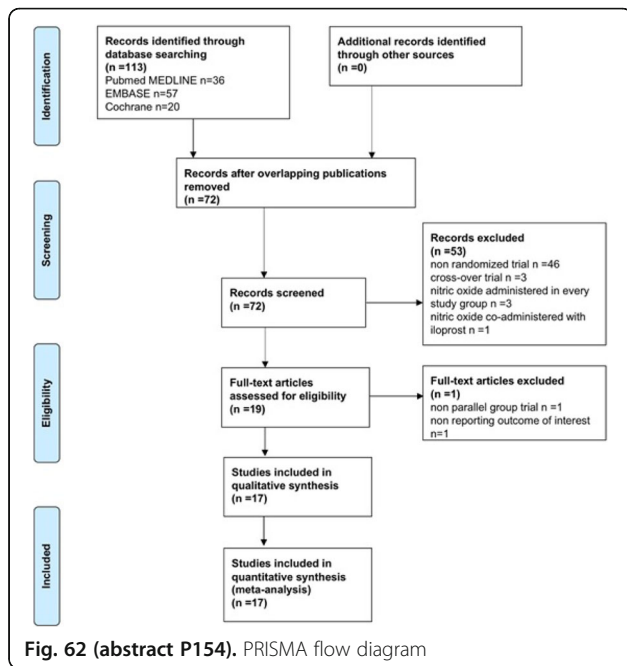 Identification
Records identified through
database searching
(n =113)
Pubmed MEDLINE n=36
EMBASE n=57
Cochrane n=20
Additional records identified
through other sources
(n =0)
Records after overlapping publications
removed
(n =72)
Screening
Records screened
(n =72)
Records excluded
(n =53)
non randomized trial n =46
cross-over trial n =3
nitric oxide administered in every
study group n =3
nitric oxide co-administered with
iloprost n =1
Eligibility
Full-text articles
assessed for eligibility
(n =19)
Full-text articles excluded
(n =1)
non parallel group trial n =1
non reporting outcome of interest
n=1
Studies included in
qualitative synthesis
(n =17)
Included
Studies included in
quantitative synthesis
(meta-analysis)
(n =17)
Fig. 62 (abstract P154). PRISMA flow diagram